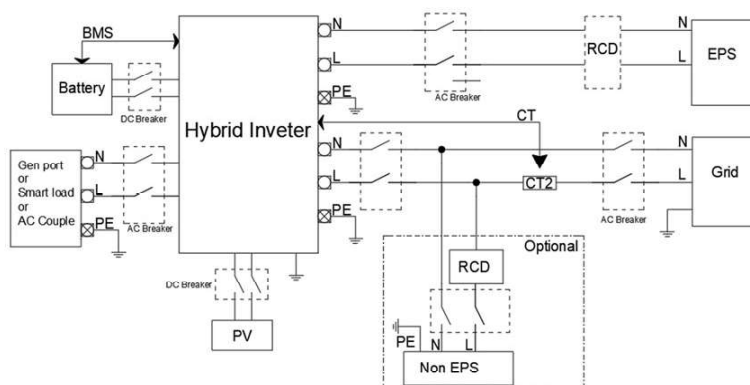 BMS
Battery
DC Breaker
Gen port
or
Smart load
or
AC Couple
N
L
PE
AC Breaker
Hybrid Inveter
DC Breaker
PV
N
L
PE
AC Breaker
RCD
N
L
EPS
CT
N
L
PE
CT2
AC Breaker
N
L
Grid
Optional
RCD
PE
N
L
Non EPS